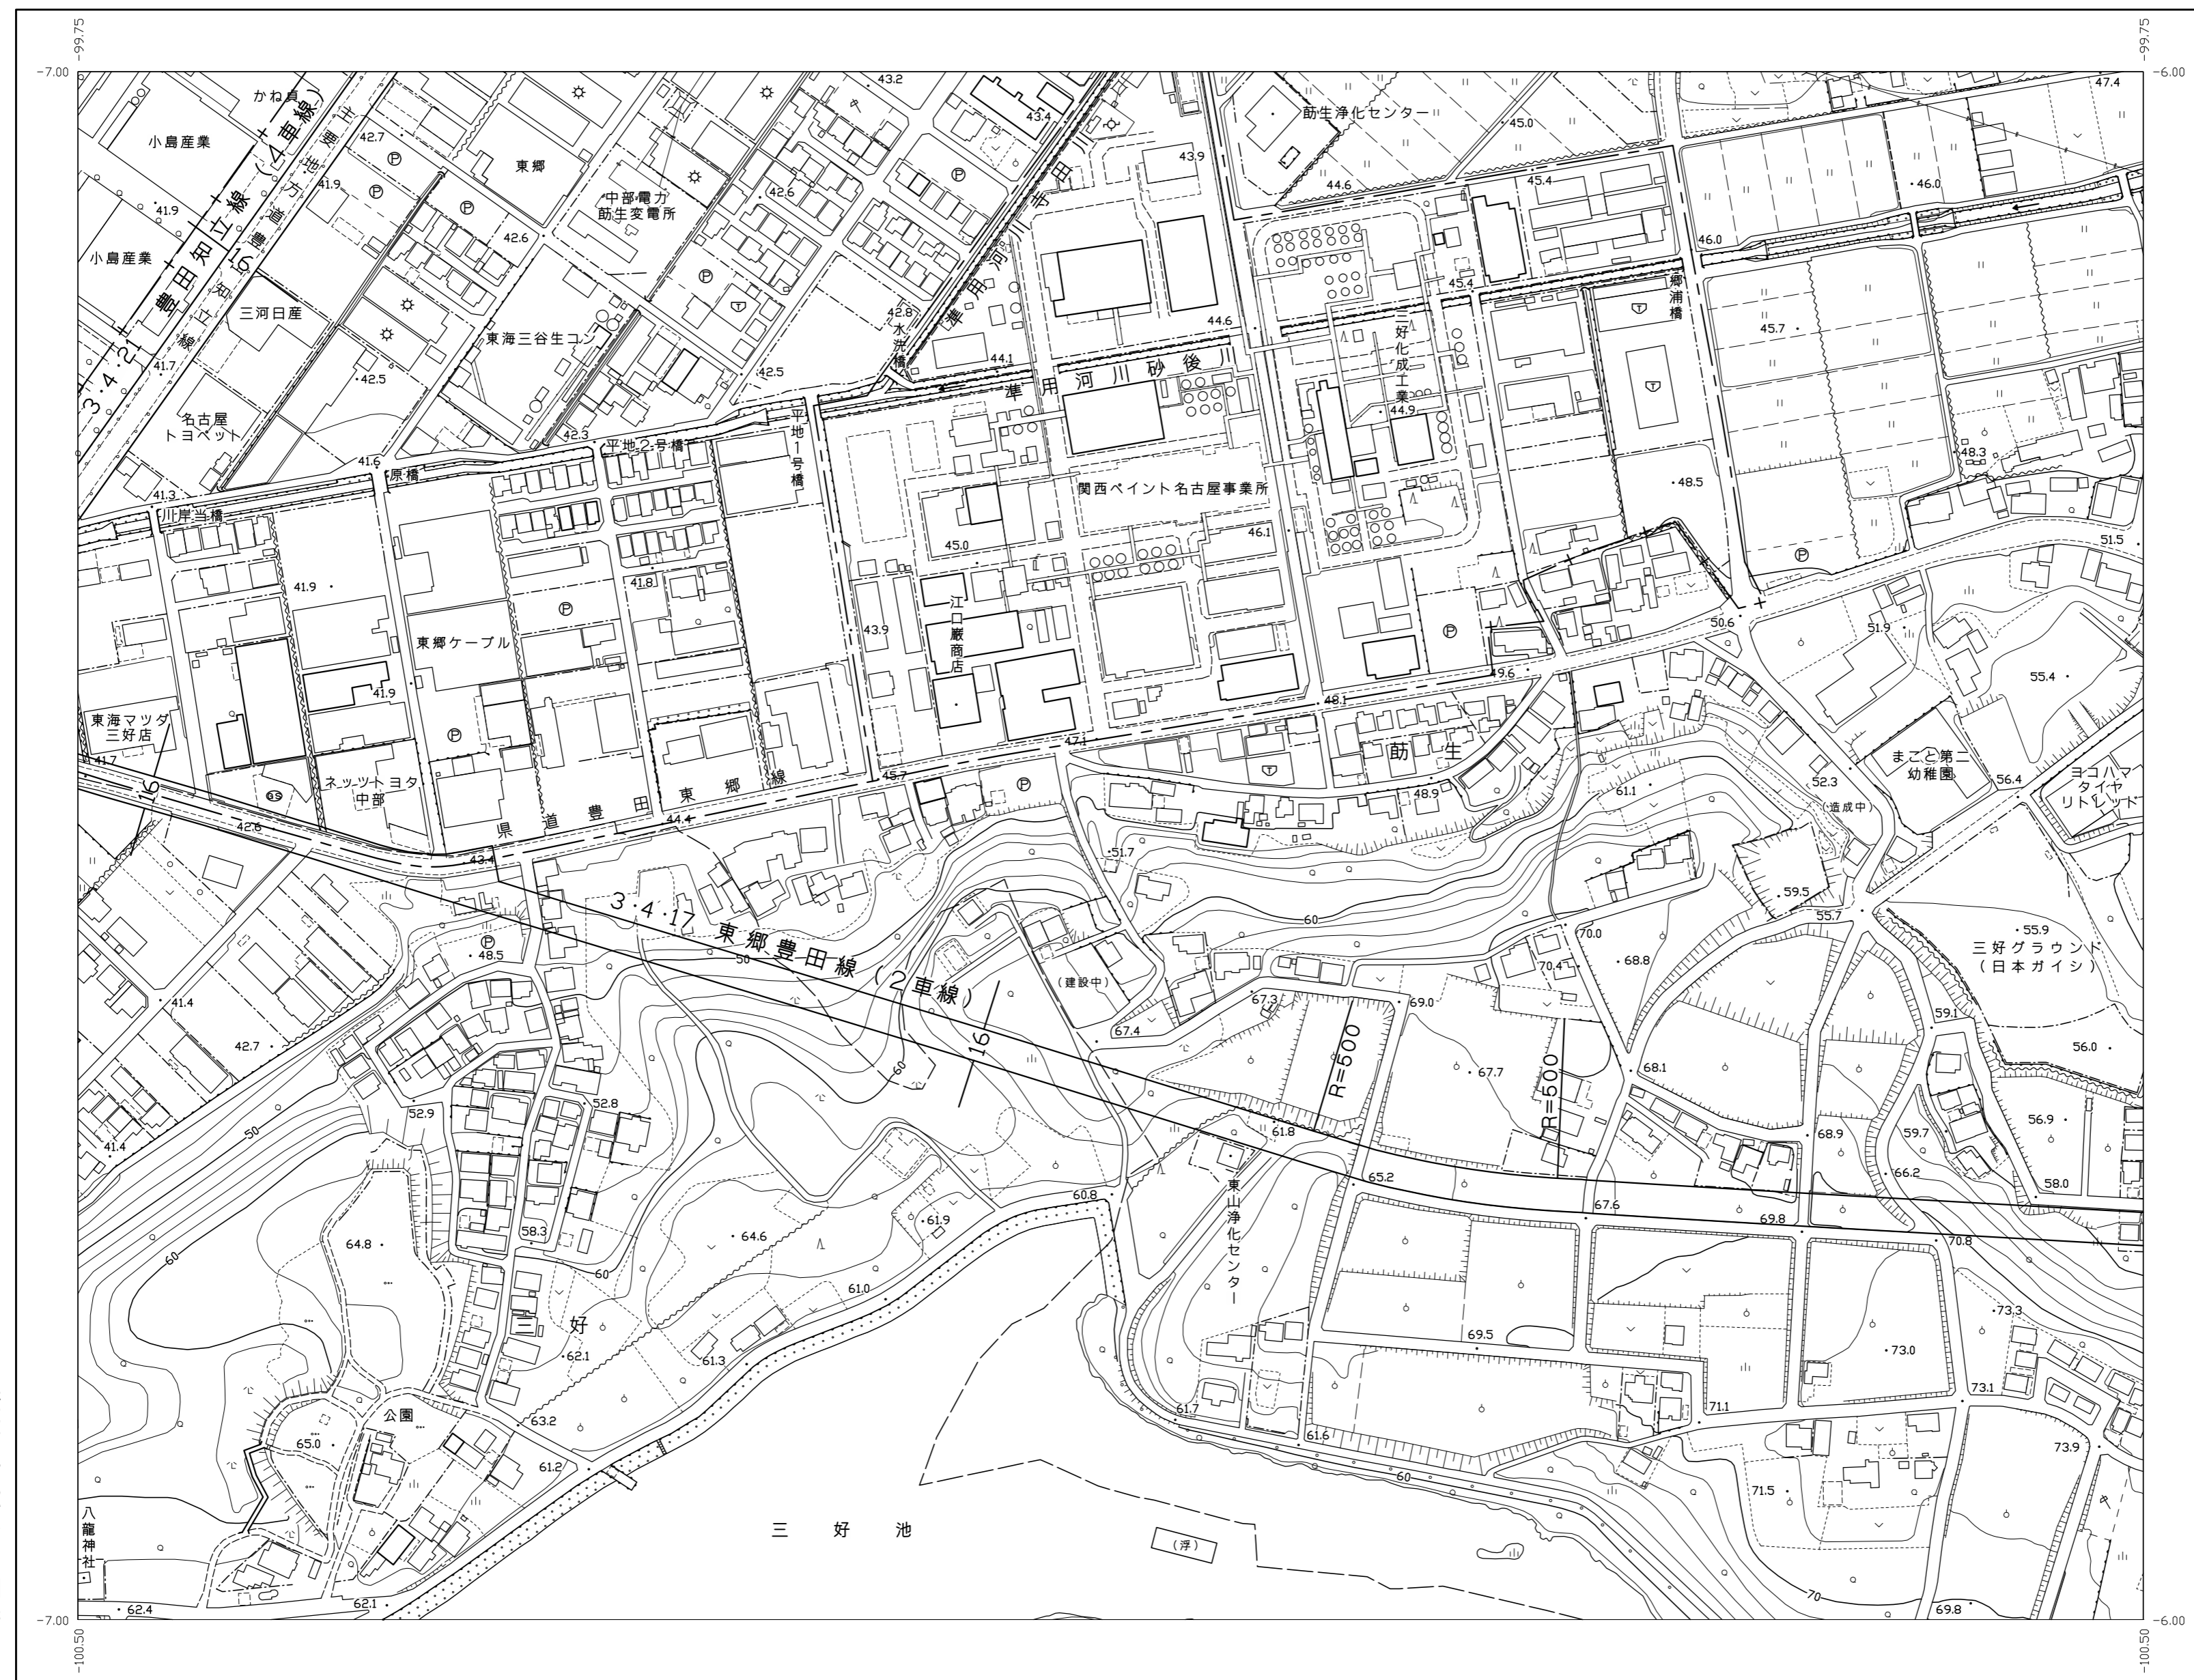 -99.75
-99.75
-7.00
-6.00
かね貞
小島産業
(4車線)
主要地方道豊田知立線
42.7
41.9
東郷
43.2
43.4
莇生浄化センター
45.0
47.4
小島産業
41.9
豊田知立線
16
中部電力
莇生変電所
42.6
43.9
44.6
45.4
46.0
42.6
46.0
三河日産
東海三谷生コン
42.8
水洗橋
準用河川
45.4
郷浦橋
3・4・21
41.7
42.5
42.5
44.1
44.6
準用河川砂後川
三好化成工業
45.7
44.9
名古屋
トヨペット
42.3
平地2号橋
平地1号橋
41.6
原橋
41.3
川岸当橋
関西ペイント名古屋事業所
48.3
48.5
45.0
46.1
51.5
41.9
41.8
43.9
江口巌商店
東郷ケーブル
41.9
50.6
51.9
55.4
49.6
48.1
47.1
莇生
東海マツダ
三好店
41.7
16
GS
ネッツトヨタ
中部
県道豊田東郷線
45.7
44.4
43.4
42.6
48.9
61.1
52.3
(造成中)
まこと第二
幼稚園
56.4
ヨコハマ
タイヤ
リトレッド
51.7
59.5
55.7
60
3・4・17 東郷豊田線(2車線)
48.5
50
(建設中)
70.0
70.4
68.8
55.9
三好グラウンド
(日本ガイシ)
41.4
42.7
67.3
67.4
69.0
R=500
R=500
59.1
56.0
16
60
67.7
68.1
52.9
52.8
50
41.4
61.8
68.9
59.7
56.9
66.2
58.0
60.8
65.2
東山浄化センター
67.6
69.8
70.8
64.8
58.3
64.6
61.9
60
60
61.0
三好
62.1
61.3
69.5
73.3
73.0
73.1
公園
65.0
63.2
61.2
61.7
61.6
60
71.1
73.9
71.5
八龍神社
三好池
(浮)
62.4
62.1
70
69.8
-7.00
-6.00
-100.50
-100.50